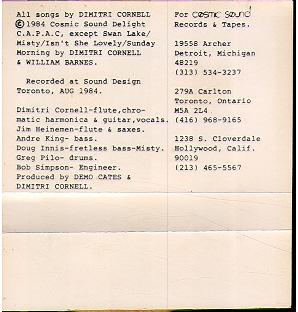 All songs by DIMITRI CORNELL
©1984 Cosmic Sound Delight
C.A.P.A.C, except Swan Lake/
Misty/Isn't She Lovely/Sunday
Morning by DIMITRI CORNELL
& WILLIAM BARNES.
Recorded at Sound Design
Toronto, AUG 1984.
Dimitri Cornell-flute,chro-
matic harmonica & guitar,vocals.
Jim Heinemen-flute & saxes.
Andre King- bass.
Doug Innis-fretless bass-Misty.
Greg Pilo- drums.
Bob Simpson- Engineer.
Produced by DEMO CATES &
DIMITRI CORNELL.
For COSMIC SOUND
Records & Tapes.
19558 Archer
Detroit, Michigan
48219
(313) 534-3237
279A Carlton
Toronto, Ontario
M5A 2L4
(416) 968-9165
1238 S. Cloverdale
Hollywood, Calif.
90019
(213) 465-5567